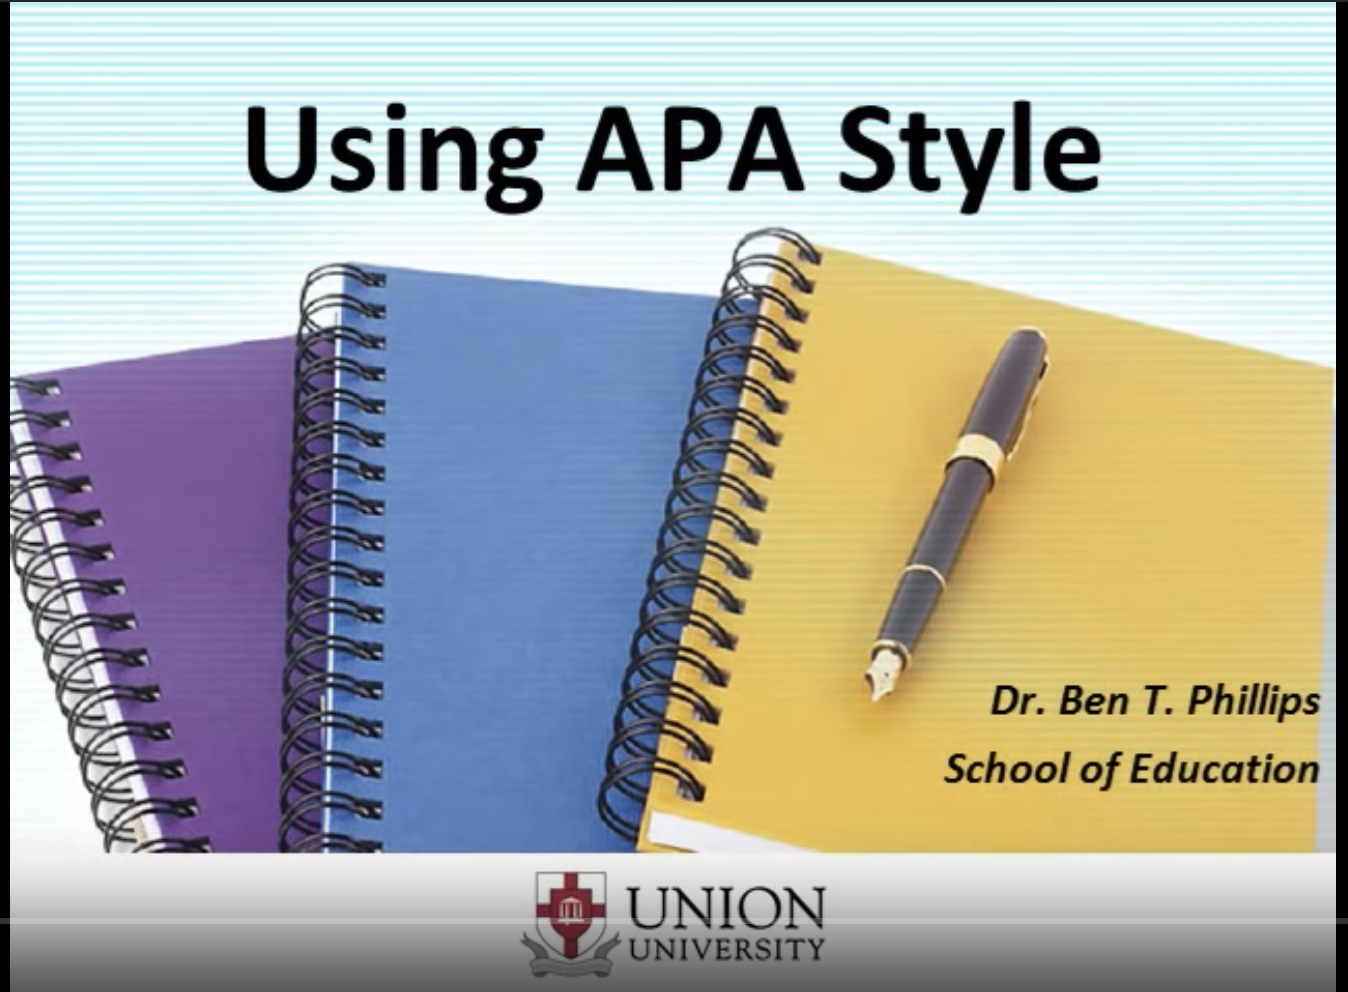 Using APA Style
Dr. Ben T. Phillips
School of Education
UNION
UNIVERSITY